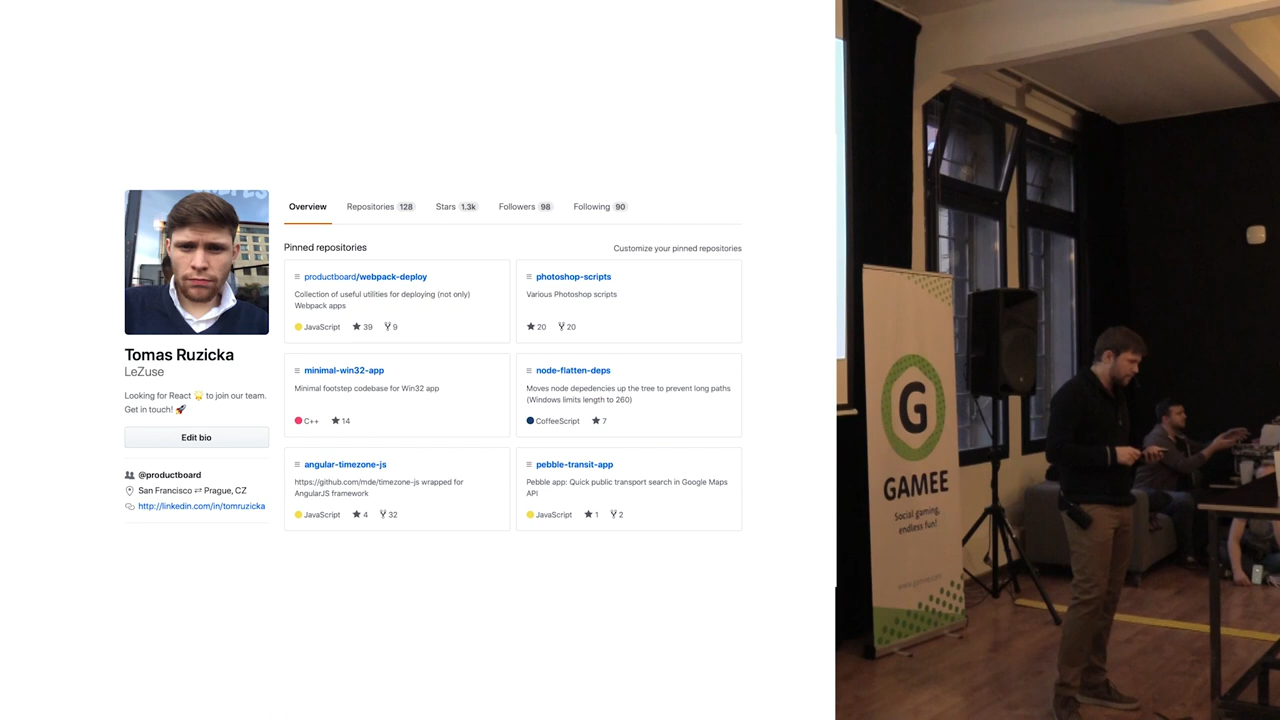 Overview
Repositories 128
Stars 1.3k
Followers 98
Following 90
Pinned repositories
Customize your pinned repositories
productboard/webpack-deploy
Collection of useful utilities for deploying (not only)
Webpack apps
JavaScript 39 9
photoshop-scripts
Various Photoshop scripts
20 20
minimal-win32-app
Minimal footstep codebase for Win32 app
C++ 14
node-flatten-deps
Moves node depedencies up the tree to prevent long paths
(Windows limits length to 260)
CoffeeScript 7
angular-timezone-js
https://github.com/mde/timezone-js wrapped for
AngularJS framework
JavaScript 4 32
pebble-transit-app
Pebble app: Quick public transport search in Google Maps
API
JavaScript 1 2
Tomas Ruzicka
LeZuse
Looking for React to join our team.
Get in touch! 🚀
Edit bio
@productboard
San Francisco ⇄ Prague, CZ
http://linkedin.com/in/tomruzicka
G
GAMEE
Social gaming,
endless fun!
www.gamee.com